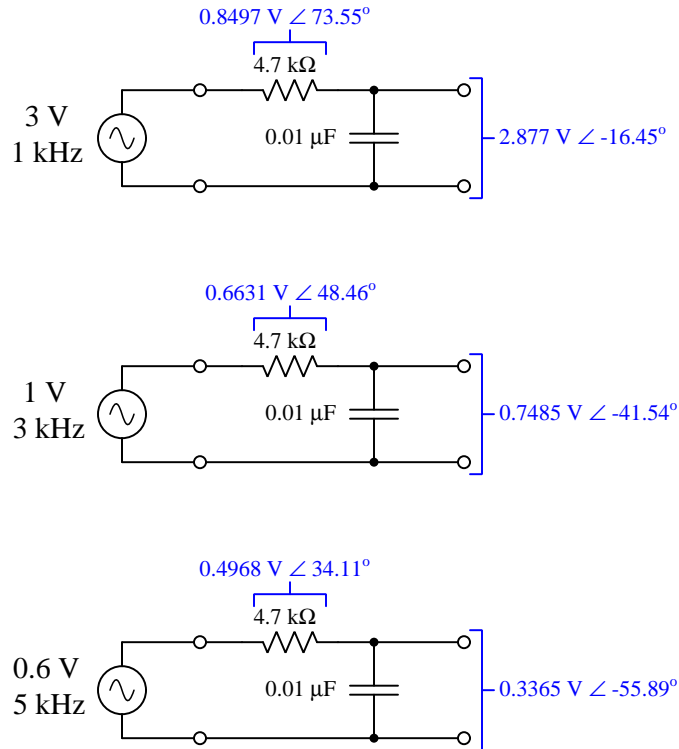 0.8497 V ∠ 73.55°
4.7 kΩ
3 V
1 kHz
0.01 µF
2.877 V ∠ -16.45°
0.6631 V ∠ 48.46°
4.7 kΩ
1 V
3 kHz
0.01 µF
0.7485 V ∠ -41.54°
0.4968 V ∠ 34.11°
4.7 kΩ
0.6 V
5 kHz
0.01 µF
0.3365 V ∠ -55.89°